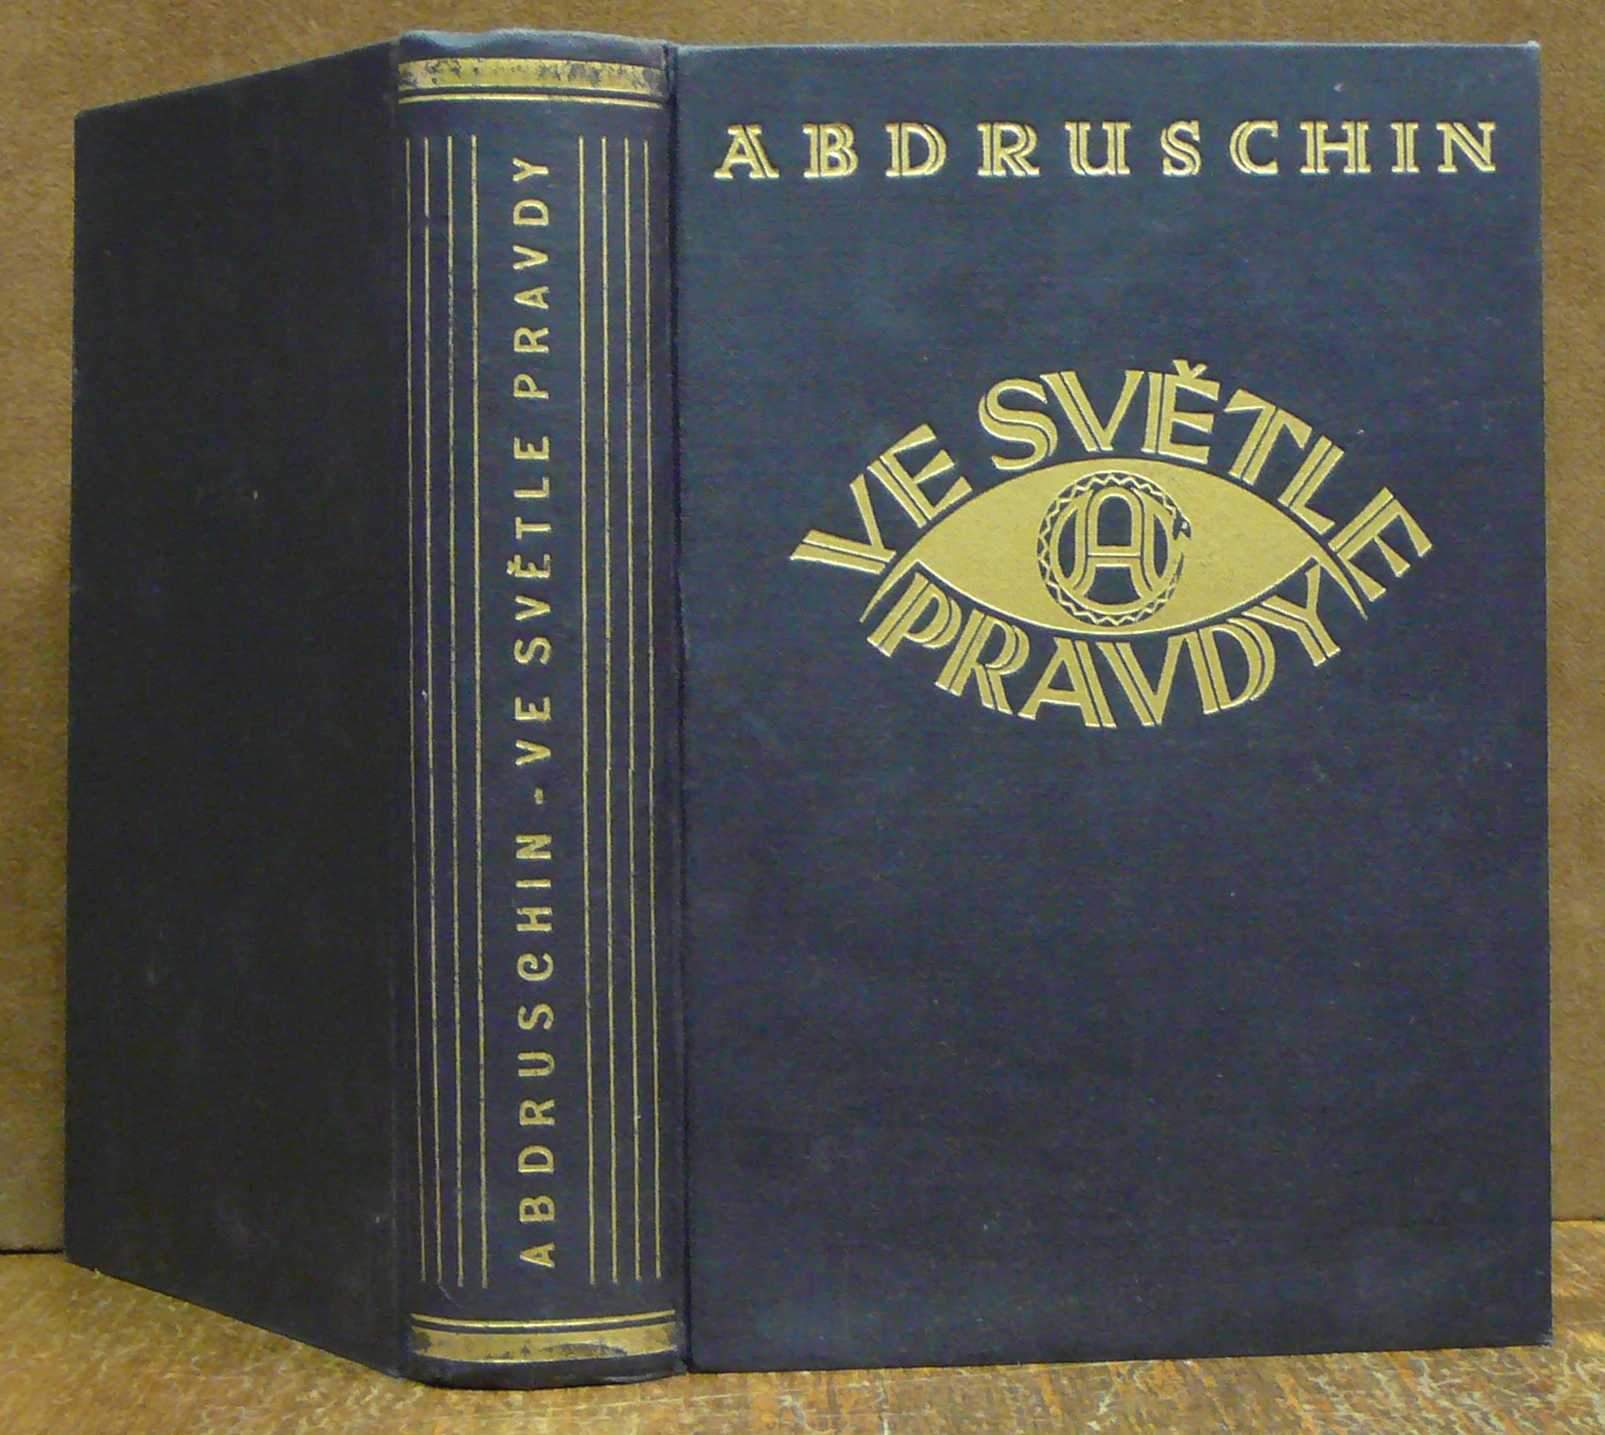 ABDRUSCHIN - VE SVĚTLE PRAVDY
ABDRUSCHIN
VE SVĚTLE
A
PRAVDY